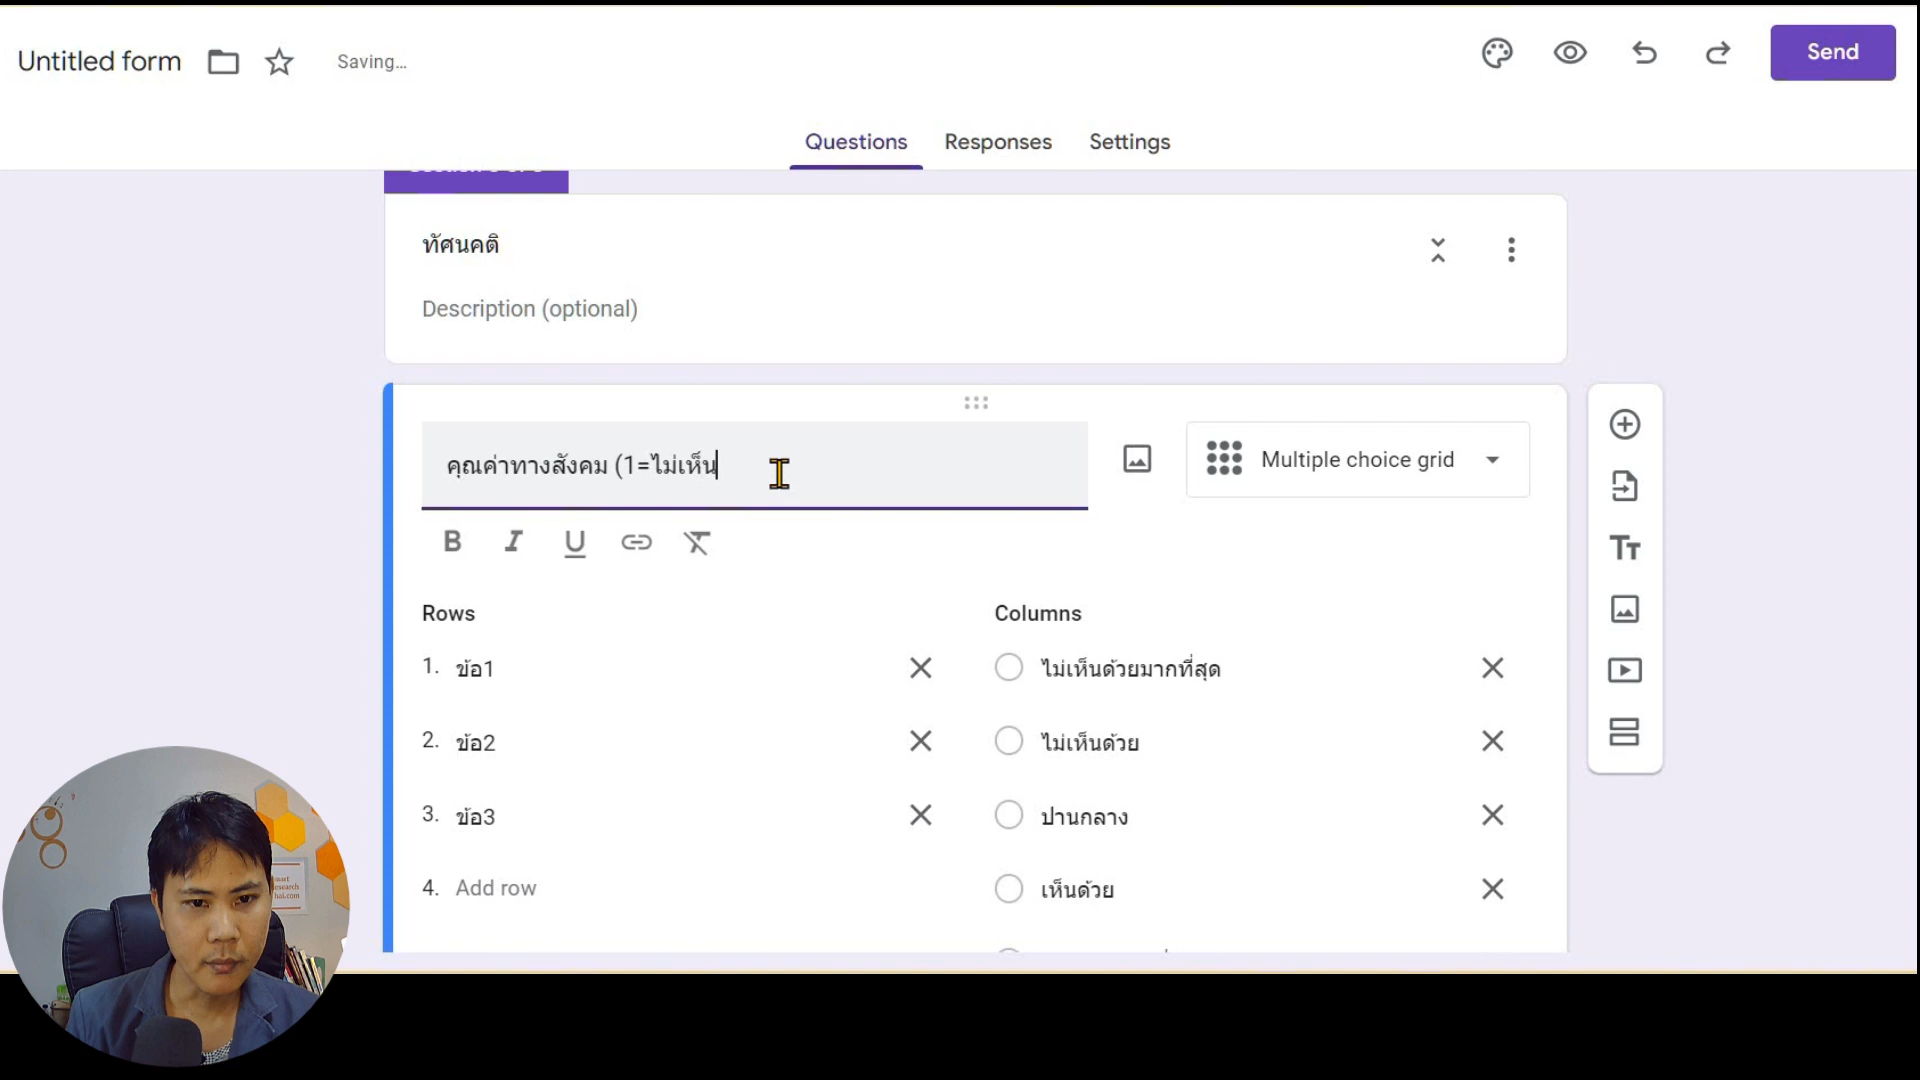 Untitled form
Saving...
Send
Questions
Responses
Settings
ทัศนคติ
Description (optional)
คุณค่าทางสังคม (1=ไม่เห็น
Multiple choice grid
B I U
Rows
Columns
1. ข้อ1
ไม่เห็นด้วยมากที่สุด
2. ข้อ2
ไม่เห็นด้วย
3. ข้อ3
ปานกลาง
4. Add row
เห็นด้วย